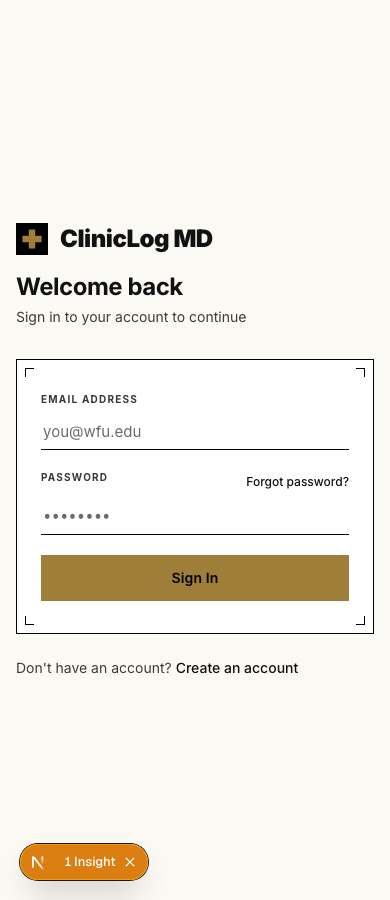 ClinicLog MD
Welcome back
Sign in to your account to continue
EMAIL ADDRESS
you@wfu.edu
PASSWORD
Forgot password?
••••••••
Sign In
Don't have an account? Create an account
N
1 Insight ×